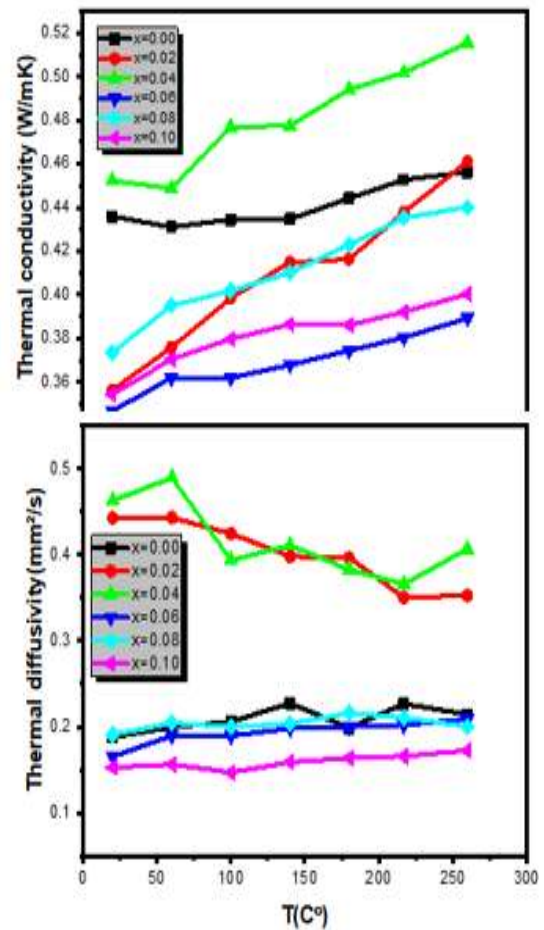 Thermal conductivity (W/mK)
0.52
0.50
0.48
0.46
0.44
0.42
0.40
0.38
0.36
x=0.00
x=0.02
x=0.04
x=0.06
x=0.08
x=0.10
Thermal diffusivity (mm²/s)
0.5
0.4
0.3
0.2
0.1
x=0.00
x=0.02
x=0.04
x=0.06
x=0.08
x=0.10
0 50 100 150 200 250 300
T(Cº)